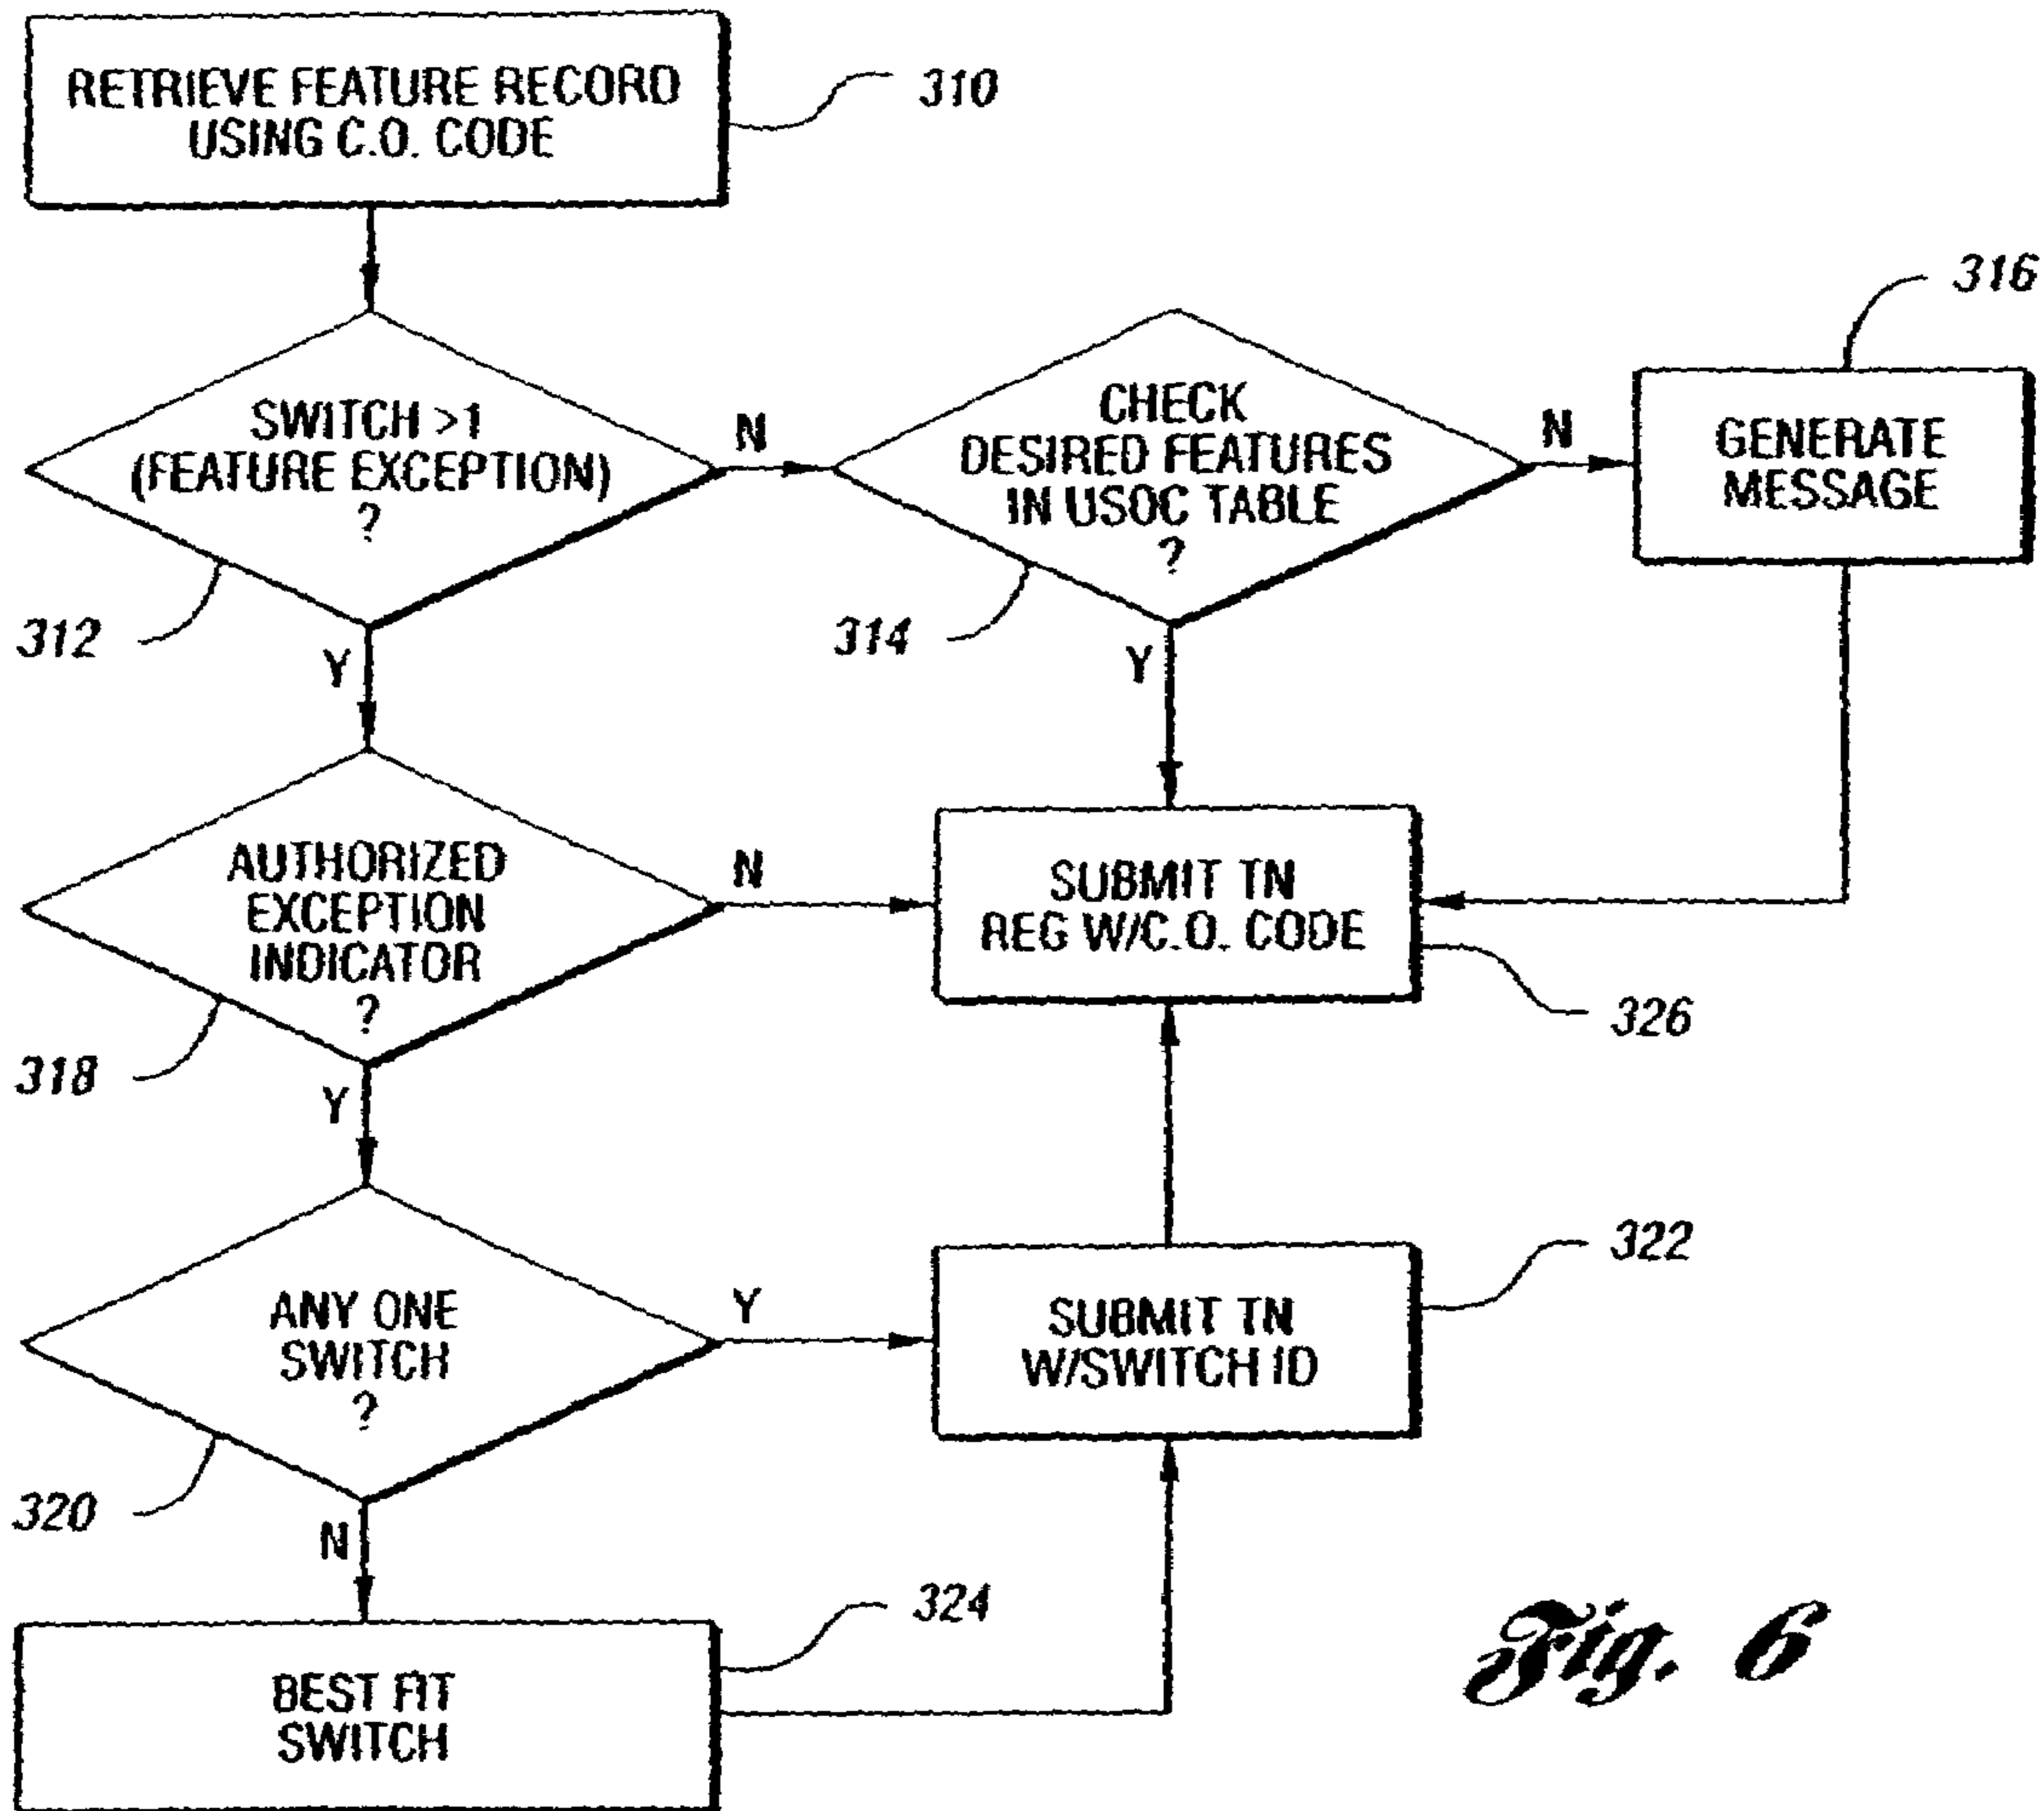 RETRIEVE FEATURE RECORD
USING C.O. CODE
310
SWITCH >1
(FEATURE EXCEPTION)
?
312
N
Y
CHECK
DESIRED FEATURES
IN USOC TABLE
?
314
N
Y
GENERATE
MESSAGE
316
AUTHORIZED
EXCEPTION
INDICATOR
?
318
N
Y
SUBMIT TN
REG W/C.O. CODE
326
ANY ONE
SWITCH
?
320
Y
N
SUBMIT TN
W/SWITCH ID
322
BEST FIT
SWITCH
324
Fig. 6